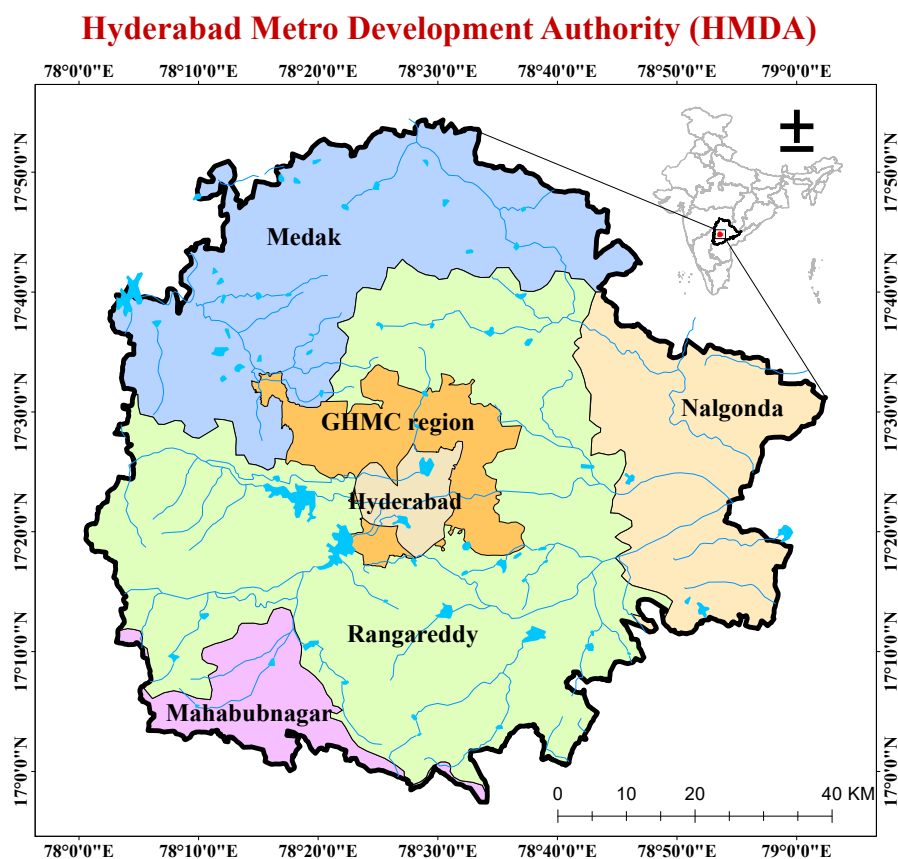 Hyderabad Metro Development Authority (HMDA)
78°0'0"E 78°10'0"E 78°20'0"E 78°30'0"E 78°40'0"E 78°50'0"E 79°0'0"E
17°50'0"N 17°50'0"N
Medak
17°40'0"N 17°40'0"N
Nalgonda
17°30'0"N 17°30'0"N
GHMC region
Hyderabad
17°20'0"N 17°20'0"N
Rangareddy
17°10'0"N 17°10'0"N
Mahabubnagar
17°0'0"N 17°0'0"N
0 10 20 40 KM
78°0'0"E 78°10'0"E 78°20'0"E 78°30'0"E 78°40'0"E 78°50'0"E 79°0'0"E